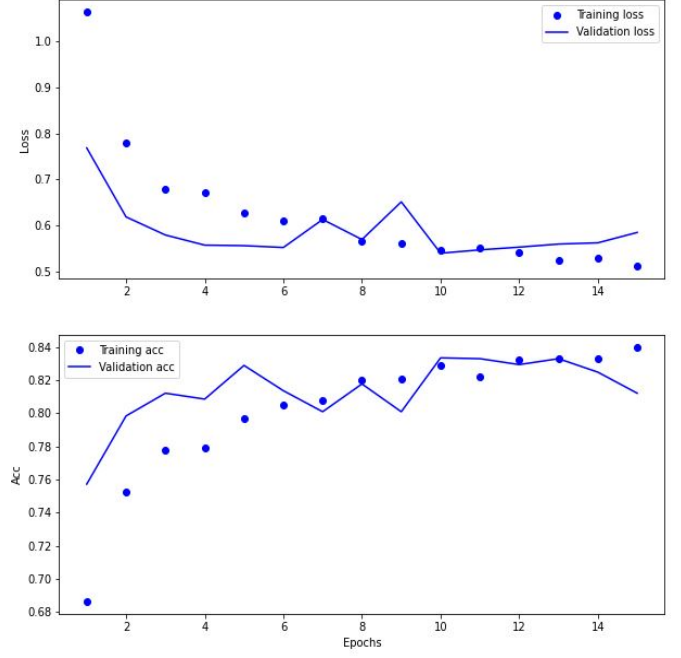 Training loss
Validation loss
1.0
0.9
0.8
0.7
0.6
0.5
Loss
2 4 6 8 10 12 14
Training acc
Validation acc
0.84
0.82
0.80
0.78
0.76
0.74
0.72
0.70
0.68
Acc
2 4 6 8 10 12 14
Epochs